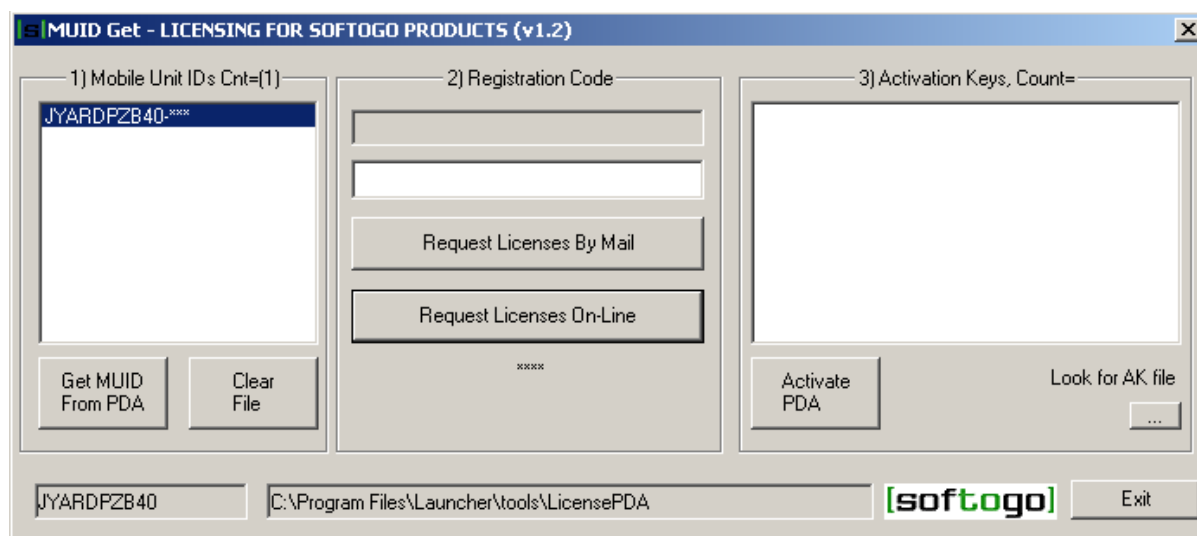 [s] MUID Get - LICENSING FOR SOFTOGO PRODUCTS (v1.2)
1) Mobile Unit IDs Cnt=(1)
JYARDPZB40-***
Get MUID
From PDA
Clear
File
2) Registration Code
Request Licenses By Mail
Request Licenses On-Line
****
3) Activation Keys, Count=
Activate
PDA
Look for AK file
...
JYARDPZB40
C:\Program Files\Launcher\tools\LicensePDA
[softogo]
Exit